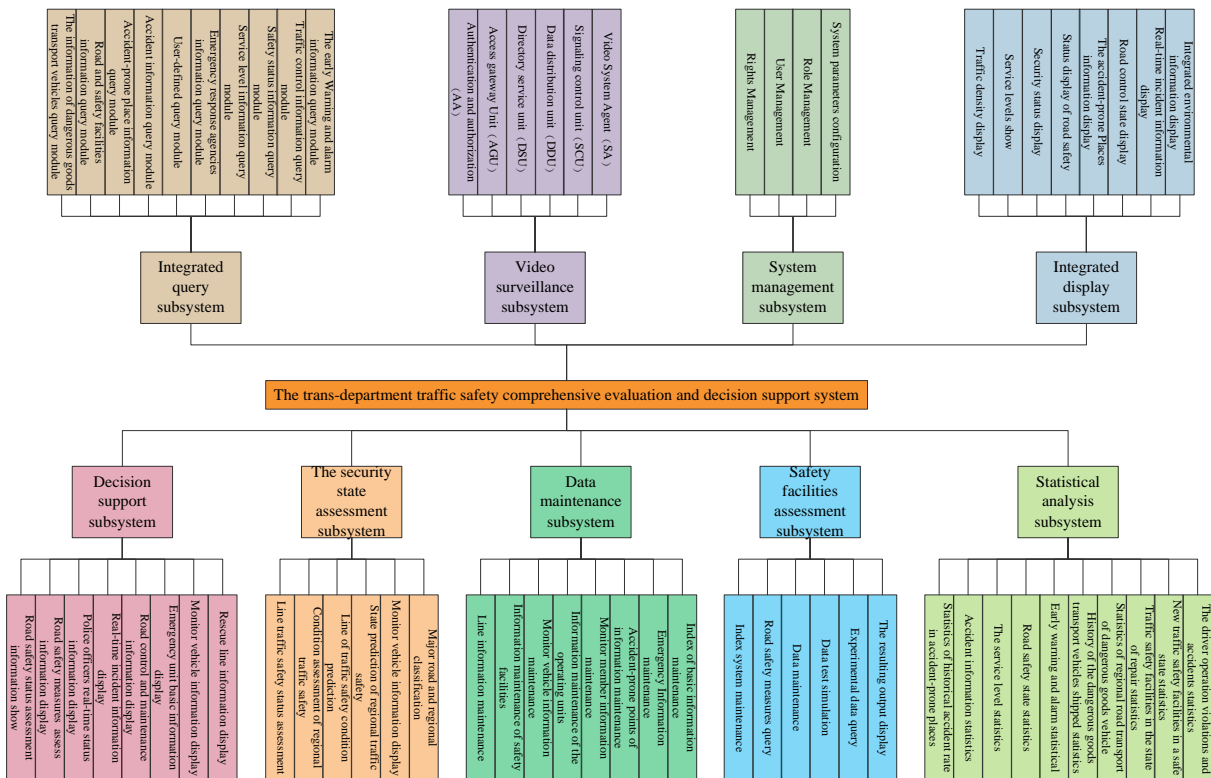 The information of dangerous goods
transport vehicles query module
Road and safety facilities
information query module
Accident-prone place information
query module
Accident information query module
User-defined query module
Emergency response agencies
information query module
Service level information query
module
Safety status information query
module
Traffic control information query
module
The early Warning and alarm
information query module
Authentication and authorization
(AA)
Access gateway Unit (AGU)
Directory service unit (DSU)
Data distribution unit (DDU)
Signaling control unit (SCU)
Video System Agent (SA)
Rights Management
User Management
Role Management
System parameters configuration
Traffic density display
Service levels show
Security status display
Status display of road safety
The accident-prone Places
information display
Road control state display
Real-time incident information
display
Integrated environmental
information display
Integrated
query
subsystem
Video
surveillance
subsystem
System
management
subsystem
Integrated
display
subsystem
The trans-department traffic safety comprehensive evaluation and decision support system
Decision
support
subsystem
The security
state
assessment
subsystem
Data
maintenance
subsystem
Safety
facilities
assessment
subsystem
Statistical
analysis
subsystem
Road safety status assessment
information show
Road safety measures assess
information display
Police officers real-time status
information display
Real-time incident information
display
Road control and maintenance
information display
Emergency unit basic information
display
Monitor vehicle information display
Rescue line information display
Line traffic safety status assessment
Condition assessment of regional
traffic safety
Line of traffic safety condition
prediction
State prediction of regional traffic
safety
Monitor vehicle information display
Major road and regional
classification
Line information maintenance
Information maintenance of safety
facilities
Monitor vehicle information
maintenance
Information maintenance of the
operating units
Monitor member information
maintenance
Accident-prone points of
information maintenance
Emergency Information
maintenance
Index of basic information
maintenance
Index system maintenance
Road safety measures query
Data maintenance
Data test simulation
Experimental data query
The resulting output display
Statistics of historical accident rate
in accident-prone places
Accident information statistics
The service level statistics
Road safety state statistics
Early warning and alarm statistical
History of the dangerous goods
transport vehicles shipped statistics
Statistics of regional road transport
of dangerous goods vehicle
Traffic safety facilities in the state
of repair statistics
New traffic safety facilities in a safe
state statistics
The driver operation violations and
accidents statistics